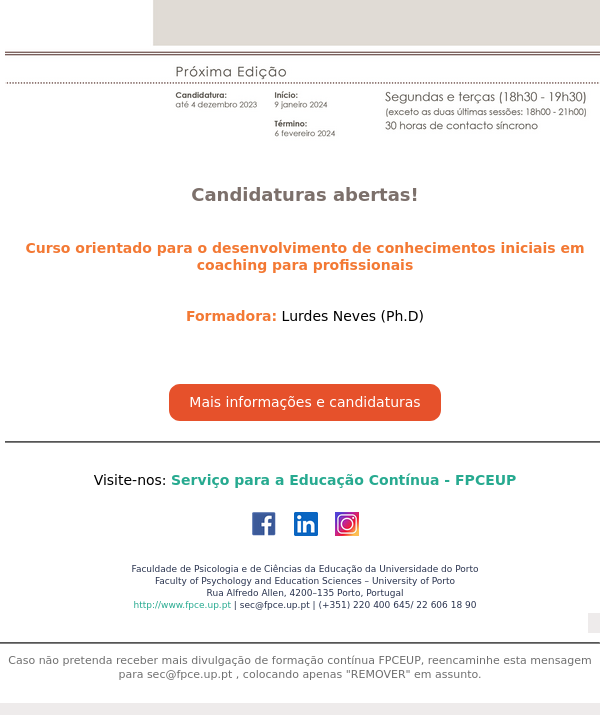 Próxima Edição
Candidatura:
até 4 dezembro 2023
Início:
9 janeiro 2024
Término:
6 fevereiro 2024
Segundas e terças (18h30 - 19h30)
(exceto as duas últimas sessões: 18h00 - 21h00)
30 horas de contacto síncrono
Candidaturas abertas!
Curso orientado para o desenvolvimento de conhecimentos iniciais em
coaching para profissionais
Formadora: Lurdes Neves (Ph.D)
Mais informações e candidaturas
Visite-nos: Serviço para a Educação Contínua - FPCEUP
Faculdade de Psicologia e de Ciências da Educação da Universidade do Porto
Faculty of Psychology and Education Sciences – University of Porto
Rua Alfredo Allen, 4200–135 Porto, Portugal
http://www.fpce.up.pt | sec@fpce.up.pt | (+351) 220 400 645/ 22 606 18 90
Caso não pretenda receber mais divulgação de formação contínua FPCEUP, reencaminhe esta mensagem
para sec@fpce.up.pt , colocando apenas "REMOVER" em assunto.